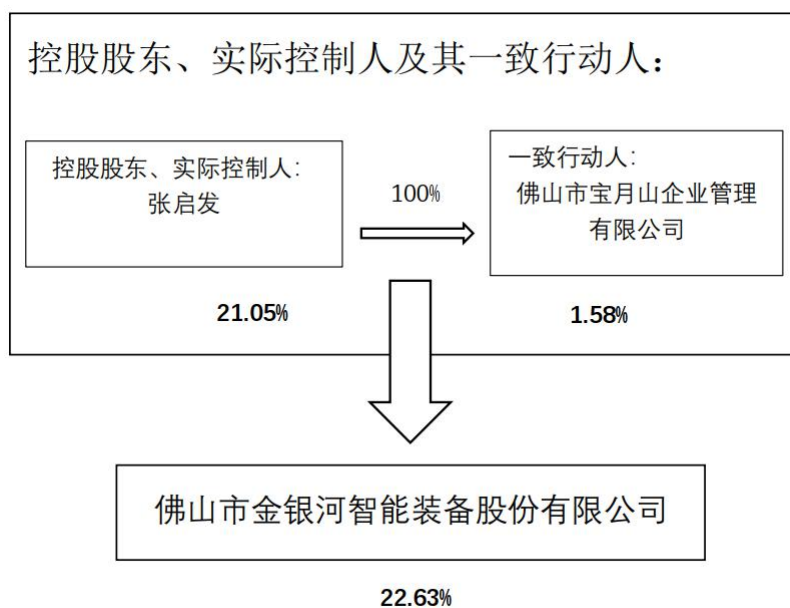 控股股东、实际控制人及其一致行动人：
控股股东、实际控制人：
张启发
100%
一致行动人：
佛山市宝月山企业管理
有限公司
21.05%
1.58%
佛山市金银河智能装备股份有限公司
22.63%